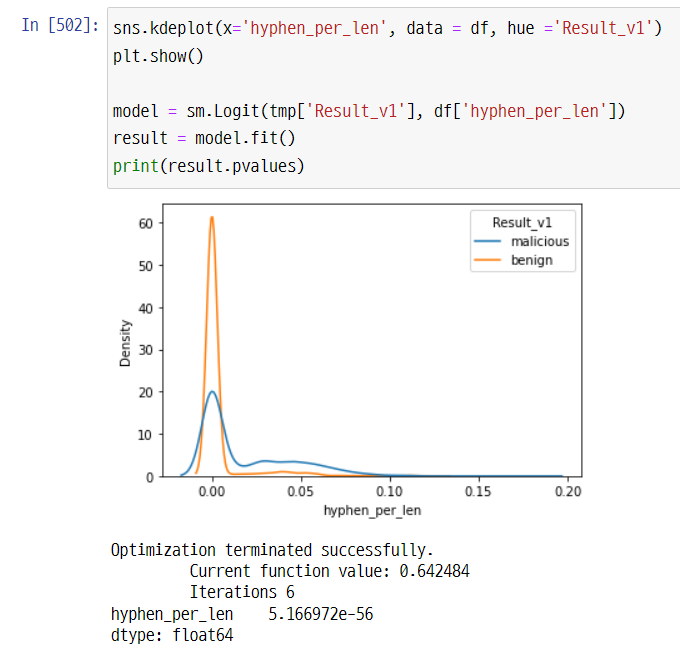 In [502]:
sns.kdeplot(x='hyphen_per_len', data = df, hue ='Result_v1')
plt.show()
model = sm.Logit(tmp['Result_v1'], df['hyphen_per_len'])
result = model.fit()
print(result.pvalues)
Result_v1
malicious
benign
60
50
40
30
20
10
0
Density
0.00 0.05 0.10 0.15 0.20
hyphen_per_len
Optimization terminated successfully.
Current function value: 0.642484
Iterations 6
hyphen_per_len 5.166972e-56
dtype: float64